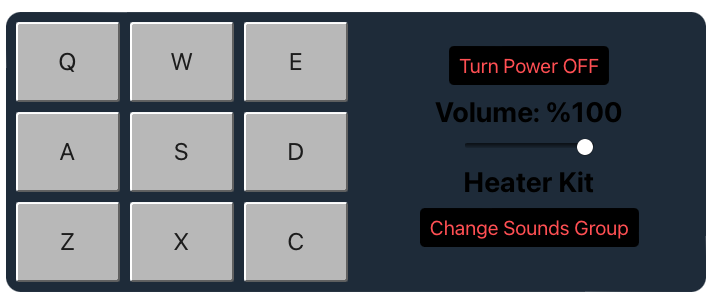 Q W E
A S D
Z X C
Turn Power OFF
Volume: %100
Heater Kit
Change Sounds Group